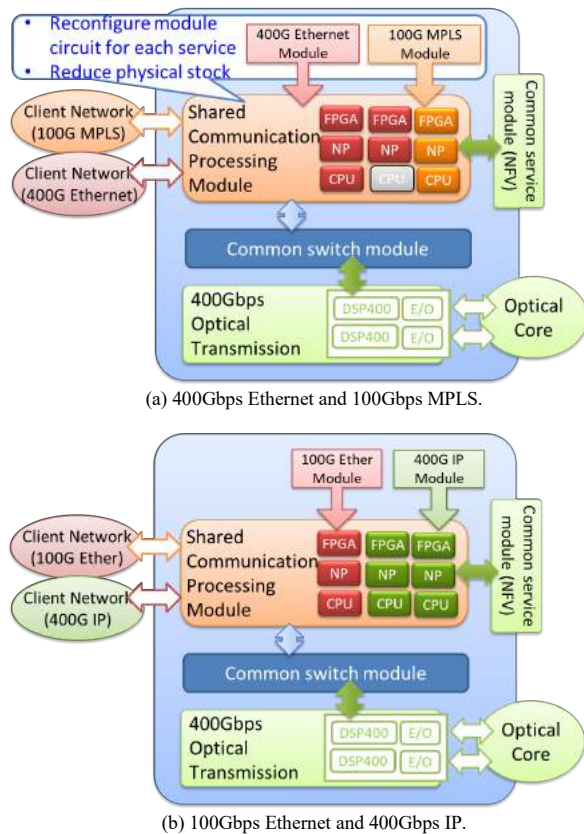 • Reconfigure module
circuit for each service
• Reduce physical stock
400G Ethernet
Module
100G MPLS
Module
Client Network
(100G MPLS)
Client Network
(400G Ethernet)
Shared
Communication
Processing
Module
FPGA FPGA FPGA
NP NP NP
CPU CPU CPU
Common service
module (NFV)
Common switch module
400Gbps
Optical
Transmission
DSP400 E/O
DSP400 E/O
Optical
Core
(a) 400Gbps Ethernet and 100Gbps MPLS.
100G Ether
Module
400G IP
Module
Client Network
(100G Ether)
Client Network
(400G IP)
Shared
Communication
Processing
Module
FPGA FPGA FPGA
NP NP NP
CPU CPU CPU
Common service
module (NFV)
Common switch module
400Gbps
Optical
Transmission
DSP400 E/O
DSP400 E/O
Optical
Core
(b) 100Gbps Ethernet and 400Gbps IP.